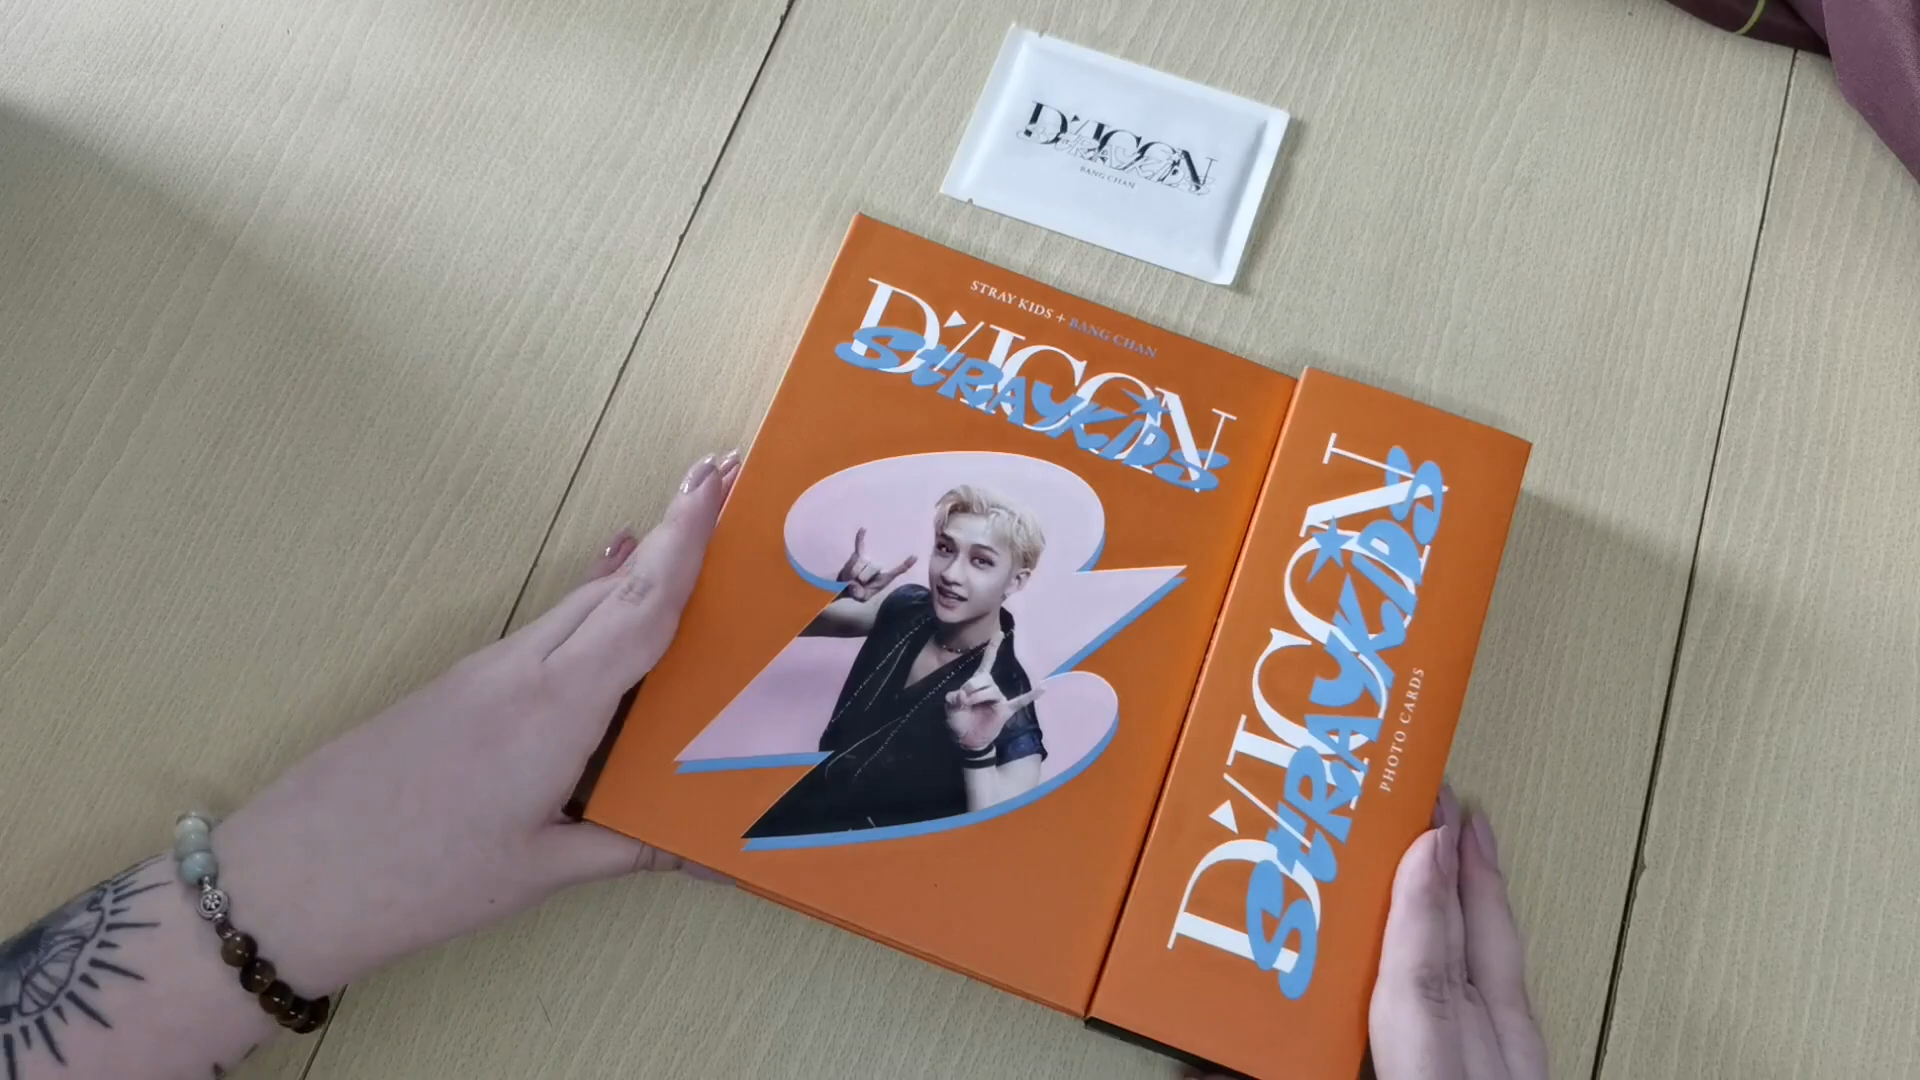 D'ICON
STRAY KIDS
BANG CHAN
STRAY KIDS + BANG CHAN
D'ICON
STRAY KIDS
D'ICON
STRAY KIDS
PHOTO CARDS